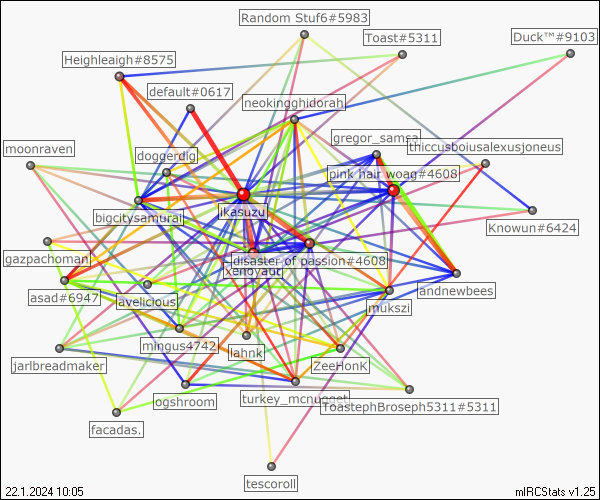 Random Stuf6#5983
Toast#5311
Duck™#9103
Heighleaigh#8575
default#0617
neokingghidorah
gregor_samsa
thiccusboiusalexusjoneus
moonraven
doggerdig
pink hair woag#4608
bigcitysamurai
ikasuzu
Knowun#6424
gazpachoman
disaster of passion#4608
xenoyaut
asad#6947
lavelicious
mukszi
andnewbees
mingus4742
lahnk
jarlbreadmaker
ZeeHonk
ogshroom
turkey_mcnugget
ToastephBroseph5311#5311
facadas.
tescoroll
22.1.2024 10:05
mIRCStats v1.25